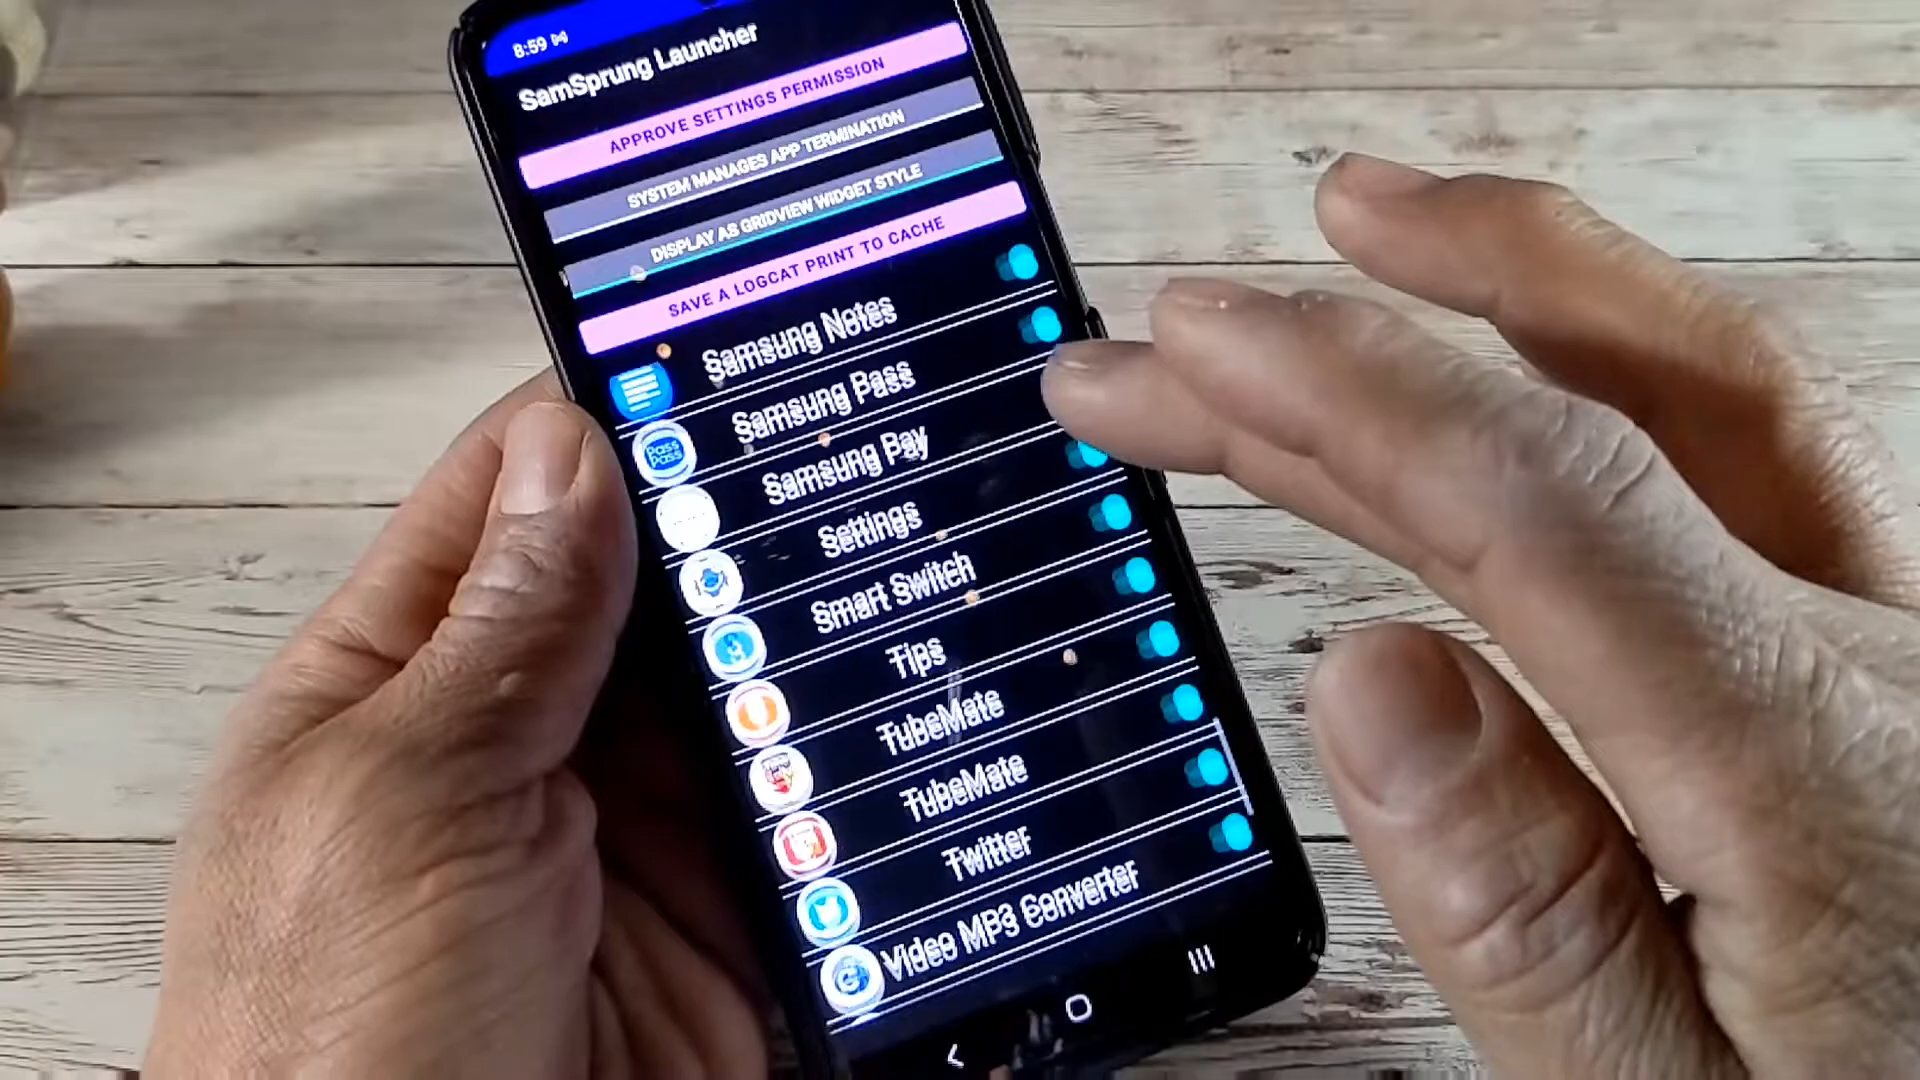 8:59
SamSprung Launcher
APPROVE SETTINGS PERMISSION
SYSTEM MANAGES APP TERMINATION
DISPLAY AS GRIDVIEW WIDGET STYLE
SAVE A LOGCAT PRINT TO CACHE
Samsung Notes
Samsung Pass
Pass
Samsung Pay
Settings
Smart Switch
Tips
TubeMate
TubeMate
Twitter
Video MP3 Converter